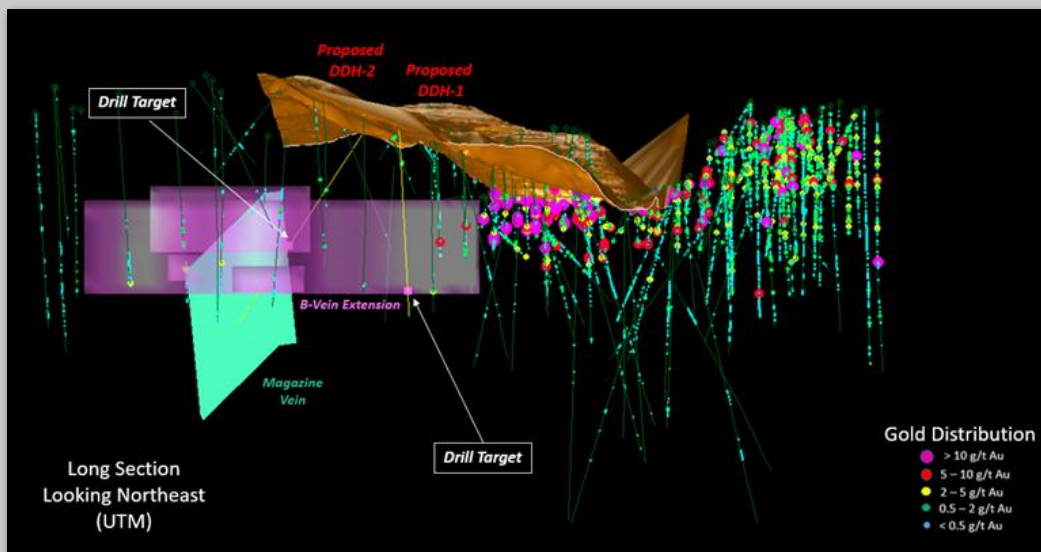 Proposed
DDH-2
Proposed
DDH-1
Drill Target
B-Vein Extension
Magazine
Vein
Drill Target
Long Section
Looking Northeast
(UTM)
Gold Distribution
> 10 g/t Au
5 – 10 g/t Au
2 – 5 g/t Au
0.5 – 2 g/t Au
< 0.5 g/t Au